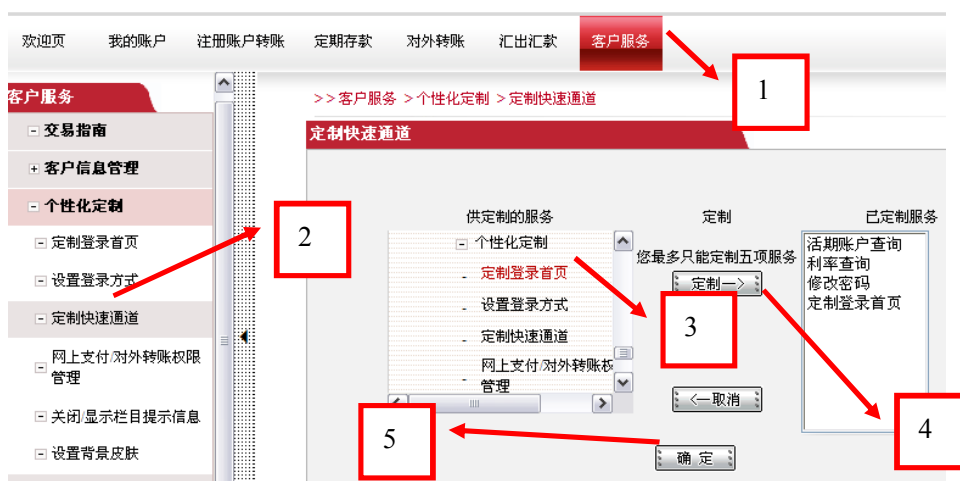 欢迎页 我的账户 注册账户转账 定期存款 对外转账 汇出汇款 客户服务
1
客户服务
交易指南
客户信息管理
个性化定制
定制登录首页
设置登录方式
定制快速通道
网上支付/对外转账权限
管理
关闭/显示栏目提示信息
设置背景皮肤
2
>>客户服务 >个性化定制 >定制快速通道
定制快速通道
供定制的服务 定制 已定制服务
个性化定制
定制登录首页
设置登录方式
定制快速通道
网上支付/对外转账权
管理
3
您最多只能定制五项服务
定制—>
<—取消
活期账户查询
利率查询
修改密码
定制登录首页
4
5
确 定